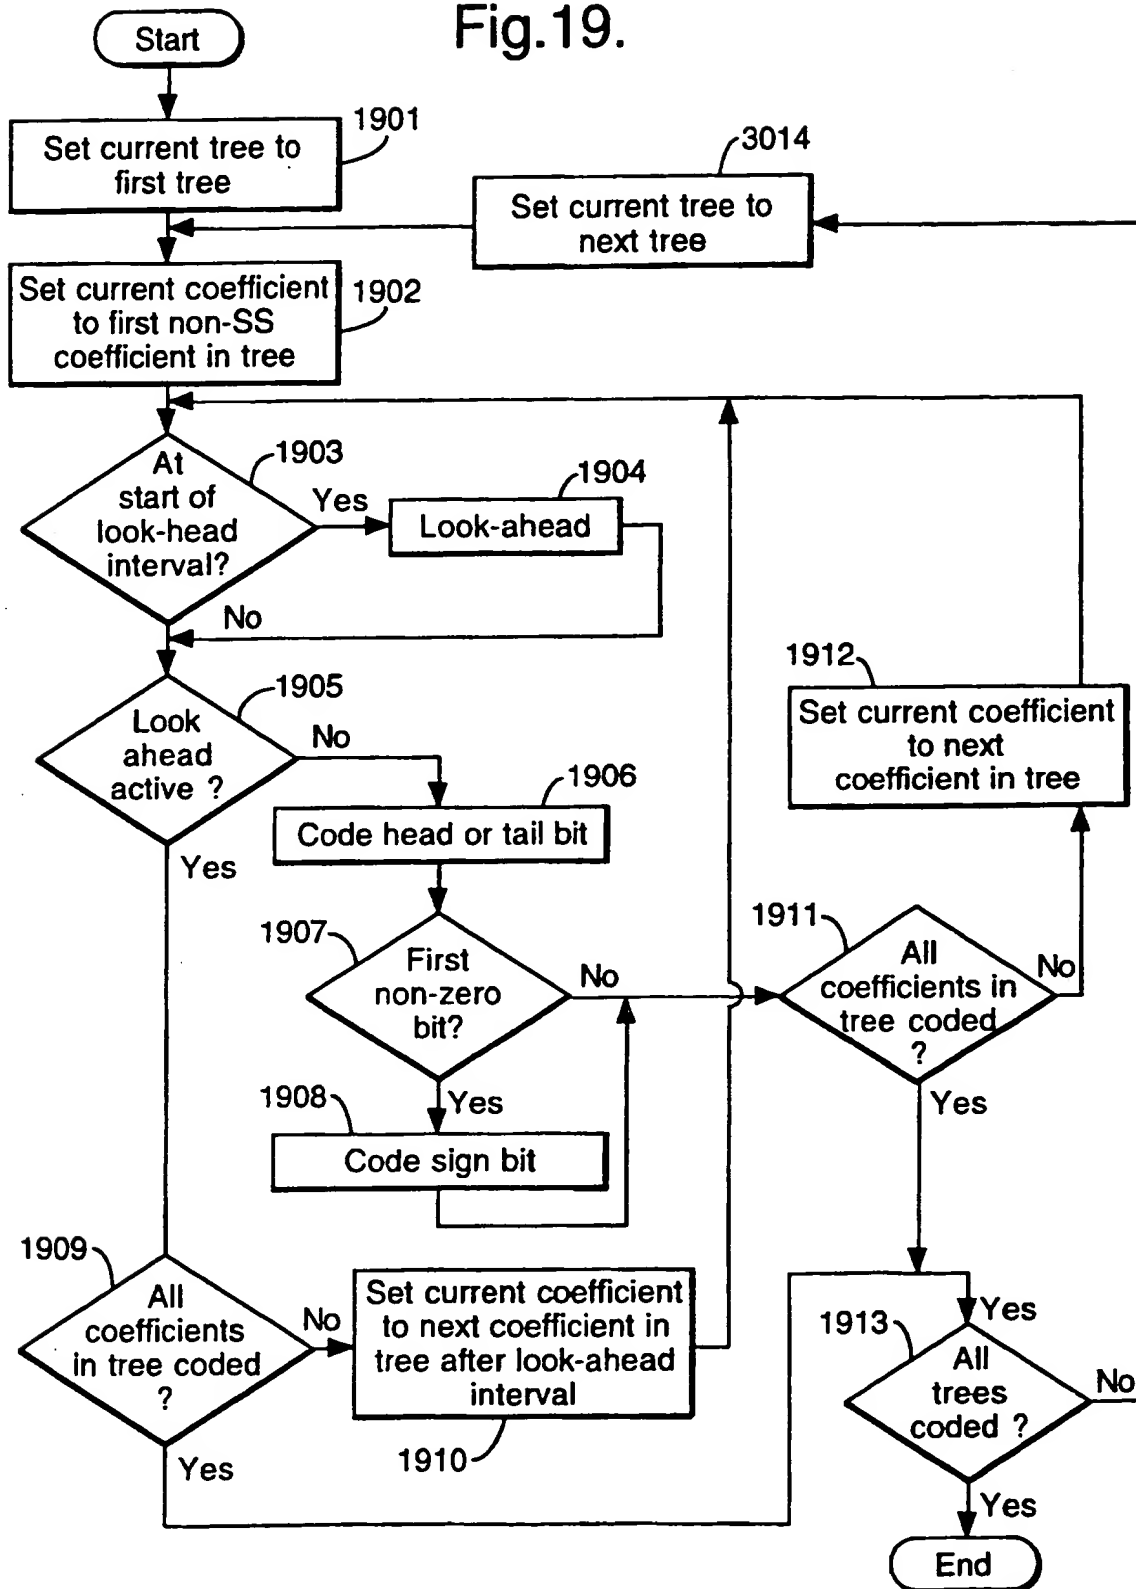 Fig.19.
Start
1901
Set current tree to
first tree
3014
Set current tree to
next tree
1902
Set current coefficient
to first non-SS
coefficient in tree
1903
At
start of
look-head
interval?
Yes
1904
Look-ahead
No
1905
Look
ahead
active ?
No
Yes
1906
Code head or tail bit
1907
First
non-zero
bit?
No
Yes
1908
Code sign bit
1912
Set current coefficient
to next
coefficient in tree
1911
All
coefficients in
tree coded
?
No
Yes
1909
All
coefficients
in tree coded
?
No
Yes
Set current coefficient
to next coefficient in
tree after look-ahead
interval
1910
Yes
1913
All
trees
coded ?
No
Yes
End